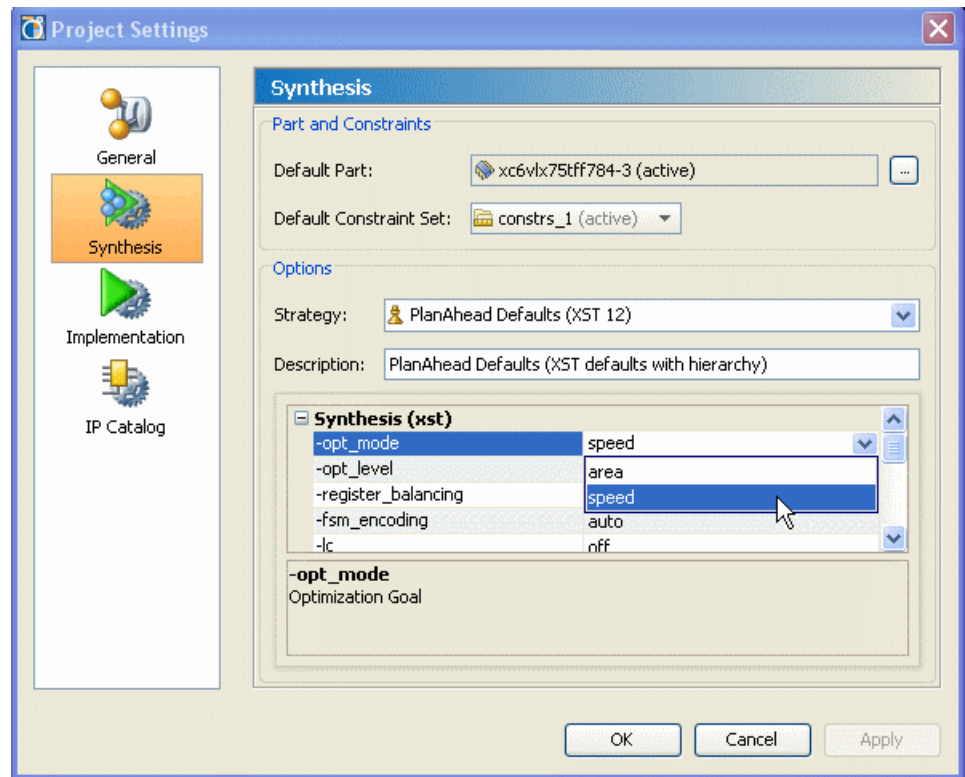 Project Settings
General
Synthesis
Implementation
IP Catalog
Synthesis
Part and Constraints
Default Part: xc6vlx75tff784-3 (active) ...
Default Constraint Set: constrs_1 (active)
Options
Strategy: PlanAhead Defaults (XST 12)
Description: PlanAhead Defaults (XST defaults with hierarchy)
Synthesis (xst)
-opt_mode speed
-opt_level area
-register_balancing speed
-fsm_encoding auto
-lc off
-opt_mode
Optimization Goal
OK Cancel Apply